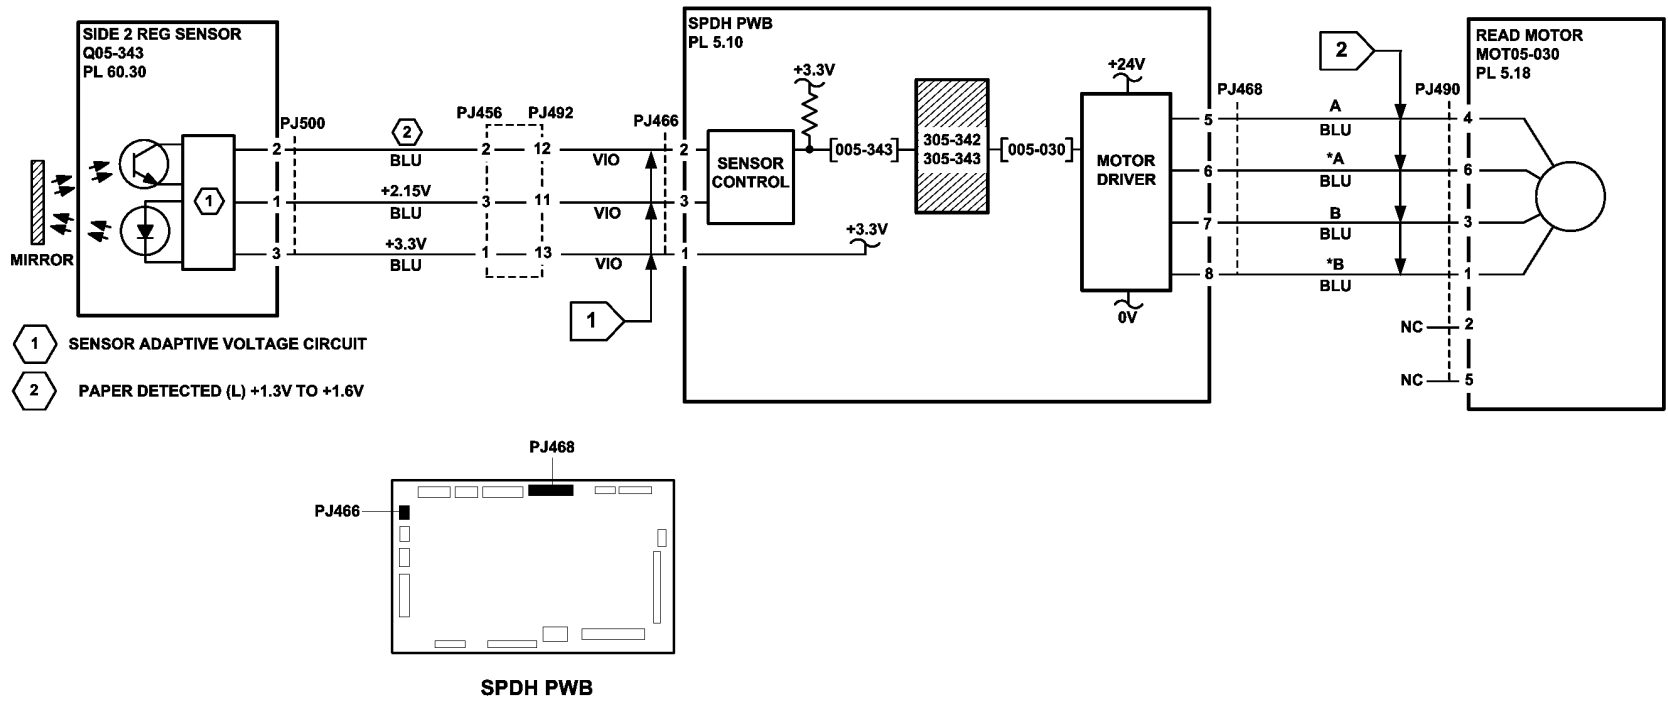 SIDE 2 REG SENSOR
Q05-343
PL 60.30
MIRROR
1
2
1
3
PJ500
2
BLU
+2.15V
BLU
+3.3V
BLU
PJ456
PJ492
2
12
3
11
1
13
VIO
VIO
VIO
PJ466
1
SPDH PWB
PL 5.10
2
3
1
SENSOR
CONTROL
+3.3V
[005-343]
305-342
305-343
[005-030]
+3.3V
+24V
MOTOR
DRIVER
0V
5
6
7
8
PJ468
A
BLU
*A
BLU
B
BLU
*B
BLU
2
PJ490
NC
NC
READ MOTOR
MOT05-030
PL 5.18
4
6
3
1
2
5
1 SENSOR ADAPTIVE VOLTAGE CIRCUIT
2 PAPER DETECTED (L) +1.3V TO +1.6V
PJ468
PJ466
SPDH PWB